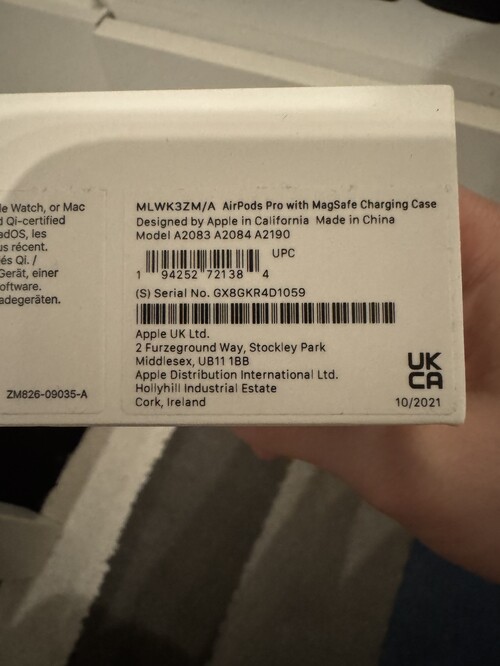 le Watch, or Mac
d Qi-certified
adOS, les
us récent.
és Qi. /
Gerät, einer
oftware.
adegeräten.
ZM826-09035-A
MLWK3ZM/A AirPods Pro with MagSafe Charging Case
Designed by Apple in California Made in China
Model A2083 A2084 A2190
UPC
1 94252 72138 4
(S) Serial No. GX8GKR4D1059
Apple UK Ltd.
2 Furzeground Way, Stockley Park
Middlesex, UB11 1BB
Apple Distribution International Ltd.
Hollyhill Industrial Estate
Cork, Ireland
UK
CA
10/2021